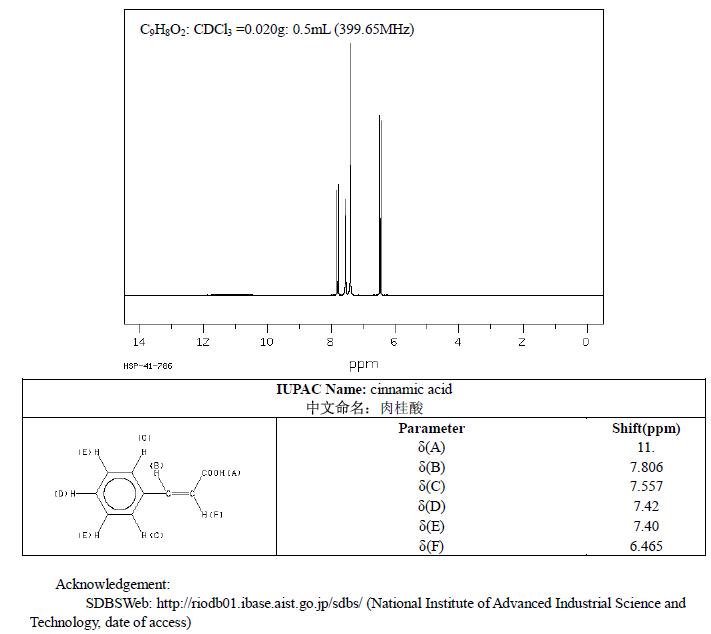 C₉H₈O₂: CDCl₃ =0.020g: 0.5mL (399.65MHz)
14 12 10 8 6 4 2 0
HSP-41-786
ppm
IUPAC Name: cinnamic acid
中文命名：肉桂酸
Parameter Shift(ppm)
δ(A) 11.
δ(B) 7.806
δ(C) 7.557
δ(D) 7.42
δ(E) 7.40
δ(F) 6.465
(C)
(E) H H (B) H COOH (A)
(D) H C C
H (F)
(E) H H (C)
Acknowledgement:
SDBSWeb: http://riodb01.ibase.aist.go.jp/sdbs/ (National Institute of Advanced Industrial Science and
Technology, date of access)